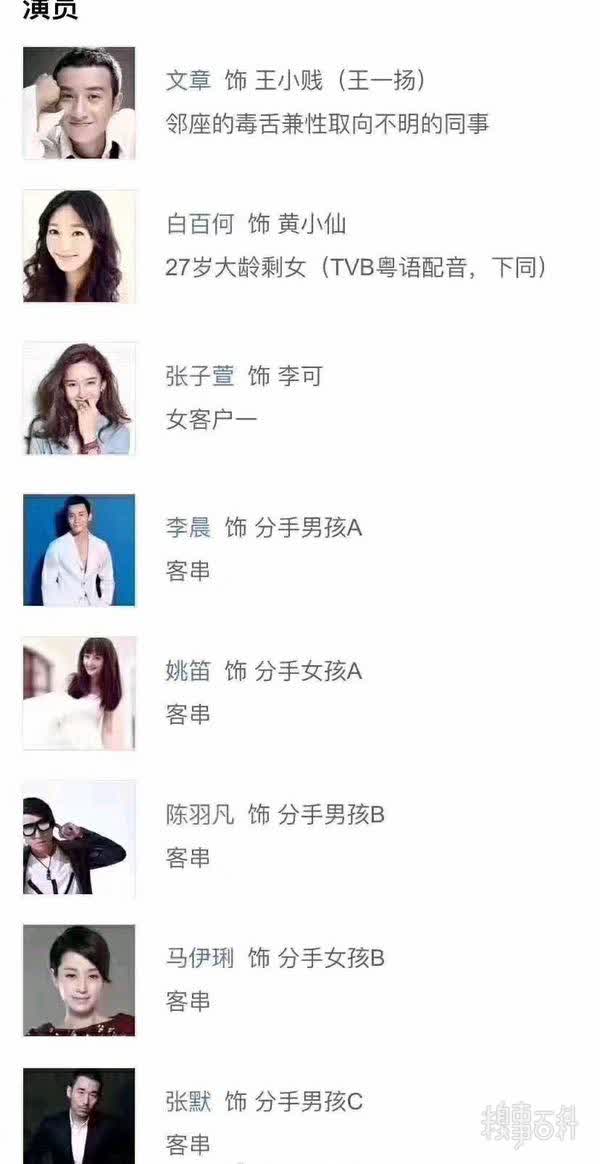 演员
文章 饰 王小贱（王一扬）
邻座的毒舌兼性取向不明的同事
白百何 饰 黄小仙
27岁大龄剩女（TVB粤语配音，下同）
张子萱 饰 李可
女客户一
李晨 饰 分手男孩A
客串
姚笛 饰 分手女孩A
客串
陈羽凡 饰 分手男孩B
客串
马伊琍 饰 分手女孩B
客串
张默 饰 分手男孩C
客串
糗事百科